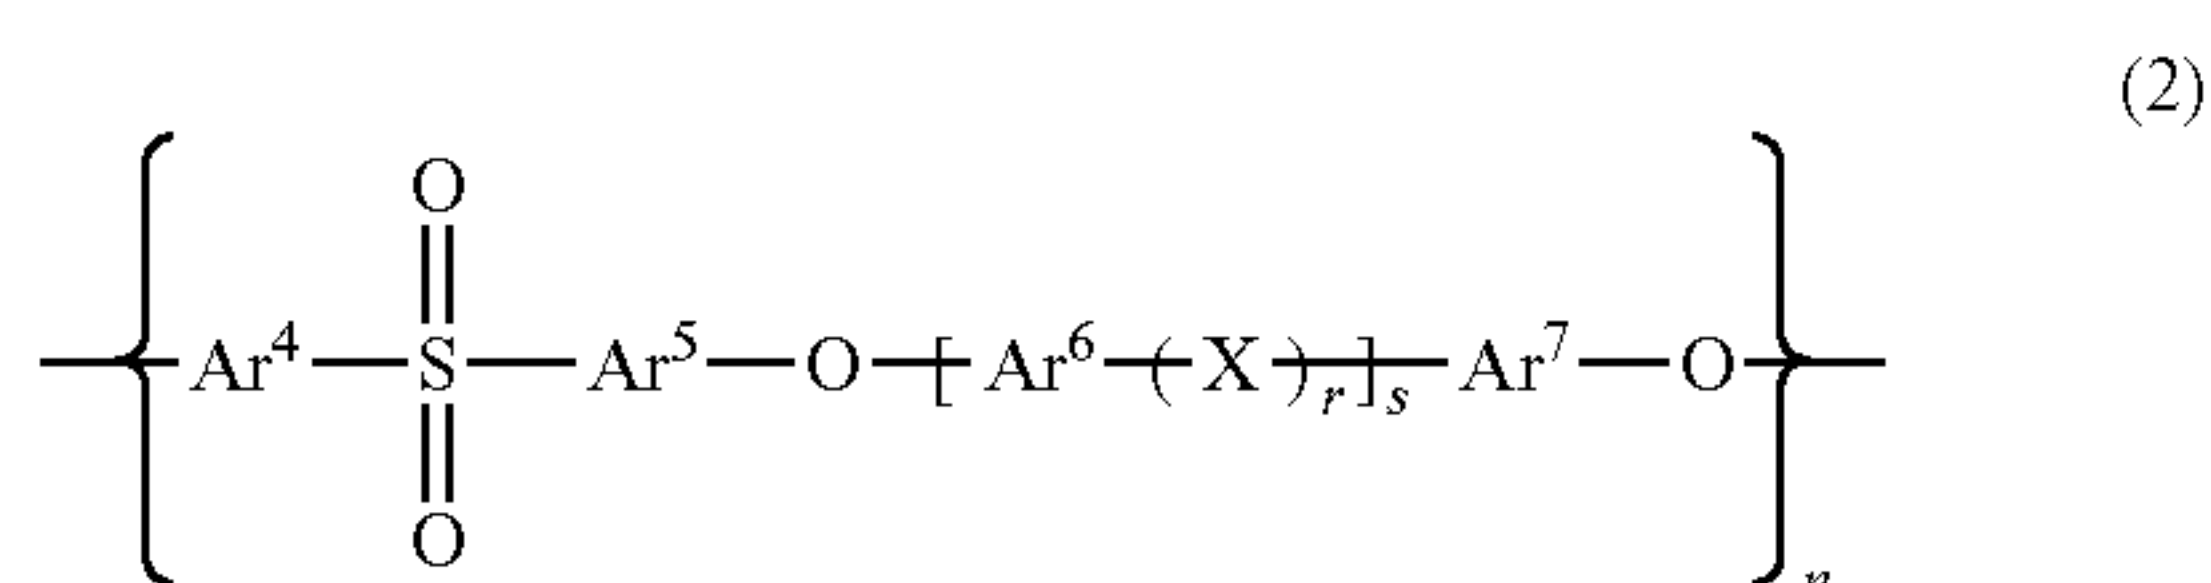 (2)
O
Ar⁴—S—Ar⁵—O—[Ar⁶—(X)ᵣ]ₛ—Ar⁷—O
O
n